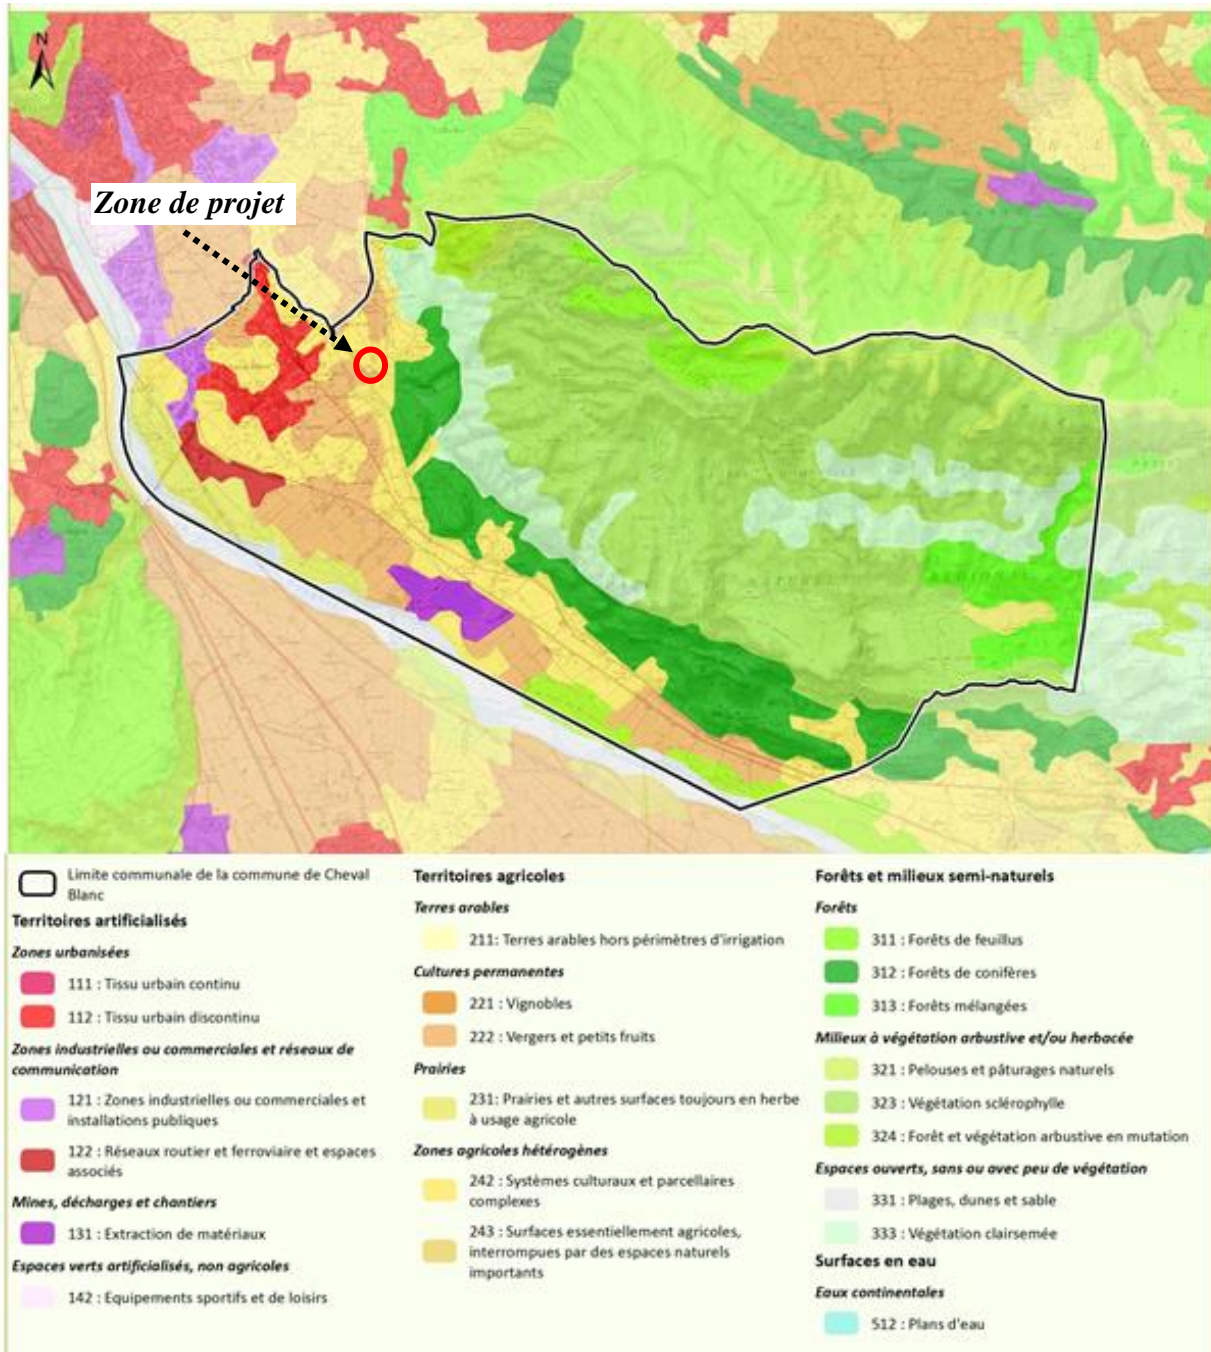 N
Zone de projet
Limite communale de la commune de Cheval
Blanc
Territoires artificialisés
Zones urbanisées
111 : Tissu urbain continu
112 : Tissu urbain discontinu
Zones industrielles ou commerciales et réseaux de
communication
121 : Zones industrielles ou commerciales et
installations publiques
122 : Réseaux routier et ferroviaire et espaces
associés
Mines, décharges et chantiers
131 : Extraction de matériaux
Espaces verts artificialisés, non agricoles
142 : Equipements sportifs et de loisirs
Territoires agricoles
Terres arables
211: Terres arables hors périmètres d'irrigation
Cultures permanentes
221 : Vignobles
222 : Vergers et petits fruits
Prairies
231: Prairies et autres surfaces toujours en herbe
à usage agricole
Zones agricoles hétérogènes
242 : Systèmes culturaux et parcellaires
complexes
243 : Surfaces essentiellement agricoles,
interrompues par des espaces naturels
importants
Forêts et milieux semi-naturels
Forêts
311 : Forêts de feuillus
312 : Forêts de conifères
313 : Forêts mélangées
Milieux à végétation arbustive et/ou herbacée
321 : Pelouses et pâturages naturels
323 : Végétation sclérophylle
324 : Forêt et végétation arbustive en mutation
Espaces ouverts, sans ou avec peu de végétation
331 : Plages, dunes et sable
333 : Végétation clairsemée
Surfaces en eau
Eaux continentales
512 : Plans d'eau